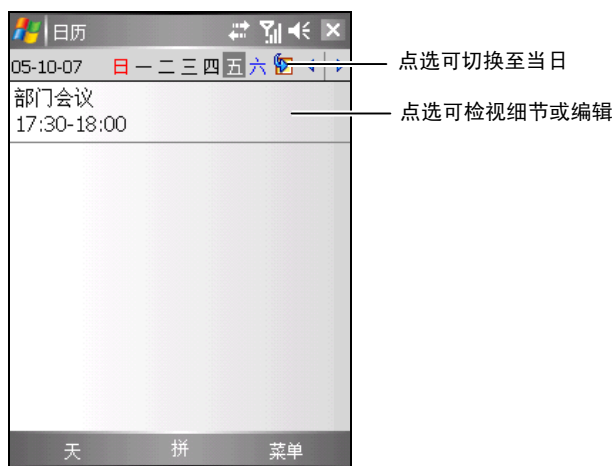 日历
05-10-07 日 一 二 三 四 五 六
点选可切换至当日
部门会议
17:30-18:00
点选可检视细节或编辑
天 拼 菜单